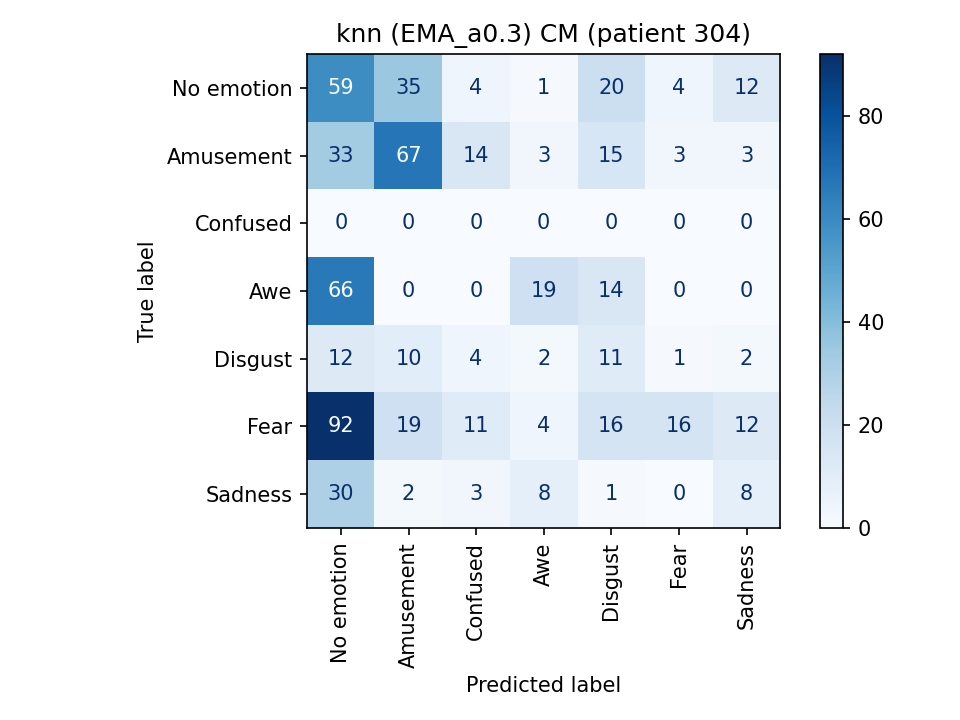 knn (EMA_a0.3) CM (patient 304)
True label
No emotion 59 35 4 1 20 4 12
Amusement 33 67 14 3 15 3 3
Confused 0 0 0 0 0 0 0
Awe 66 0 0 19 14 0 0
Disgust 12 10 4 2 11 1 2
Fear 92 19 11 4 16 16 12
Sadness 30 2 3 8 1 0 8
No emotion Amusement Confused Awe Disgust Fear Sadness
Predicted label
80
60
40
20
0